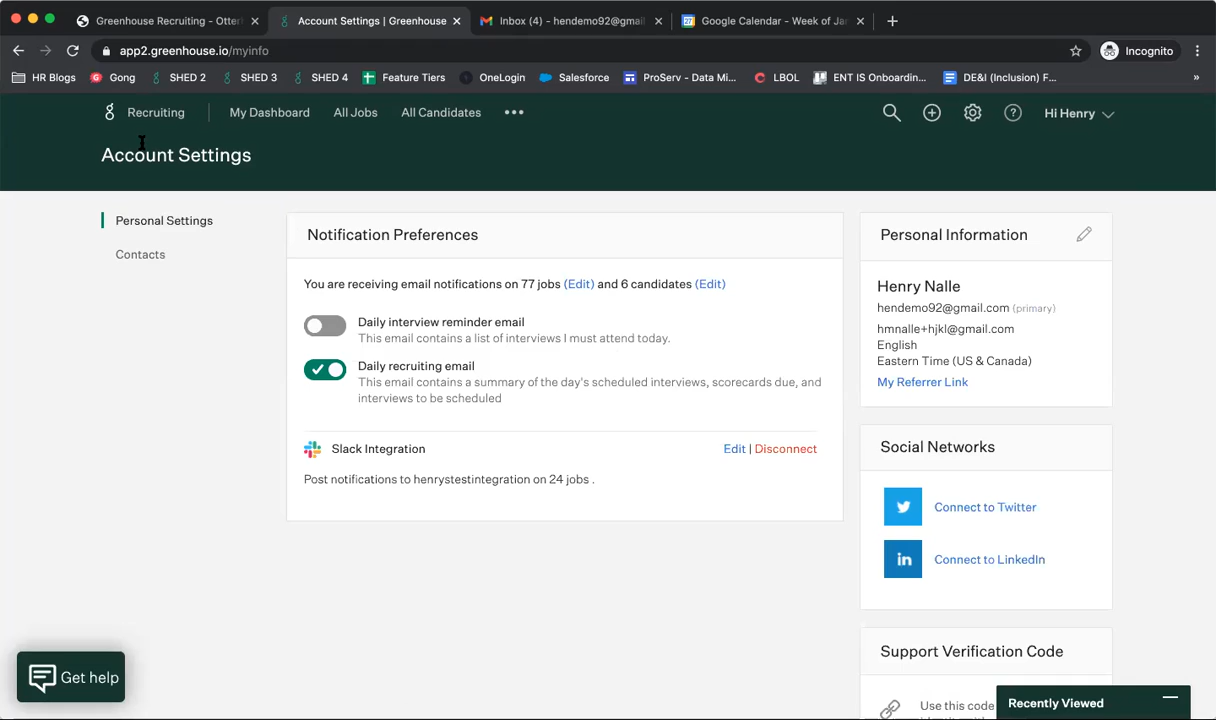 Greenhouse Recruiting - Otter
Account Settings | Greenhouse
Inbox (4) - hendemo92@gmail
Google Calendar - Week of Jan
app2.greenhouse.io/myinfo
Incognito
HR Blogs
Gong
SHED 2
SHED 3
SHED 4
Feature Tiers
OneLogin
Salesforce
ProServ - Data Mi...
LBOL
ENT IS Onboardin...
DE&I (Inclusion) F...
»
Recruiting
My Dashboard
All Jobs
All Candidates
Hi Henry
Account Settings
Personal Settings
Contacts
Notification Preferences
You are receiving email notifications on 77 jobs (Edit) and 6 candidates (Edit)
Daily interview reminder email
This email contains a list of interviews I must attend today.
Daily recruiting email
This email contains a summary of the day's scheduled interviews, scorecards due, and
interviews to be scheduled
Slack Integration
Edit | Disconnect
Post notifications to henrystestintegration on 24 jobs .
Personal Information
Henry Nalle
hendemo92@gmail.com (primary)
hmnalle+hjkl@gmail.com
English
Eastern Time (US & Canada)
My Referrer Link
Social Networks
Connect to Twitter
Connect to LinkedIn
Support Verification Code
Use this code
Get help
Recently Viewed